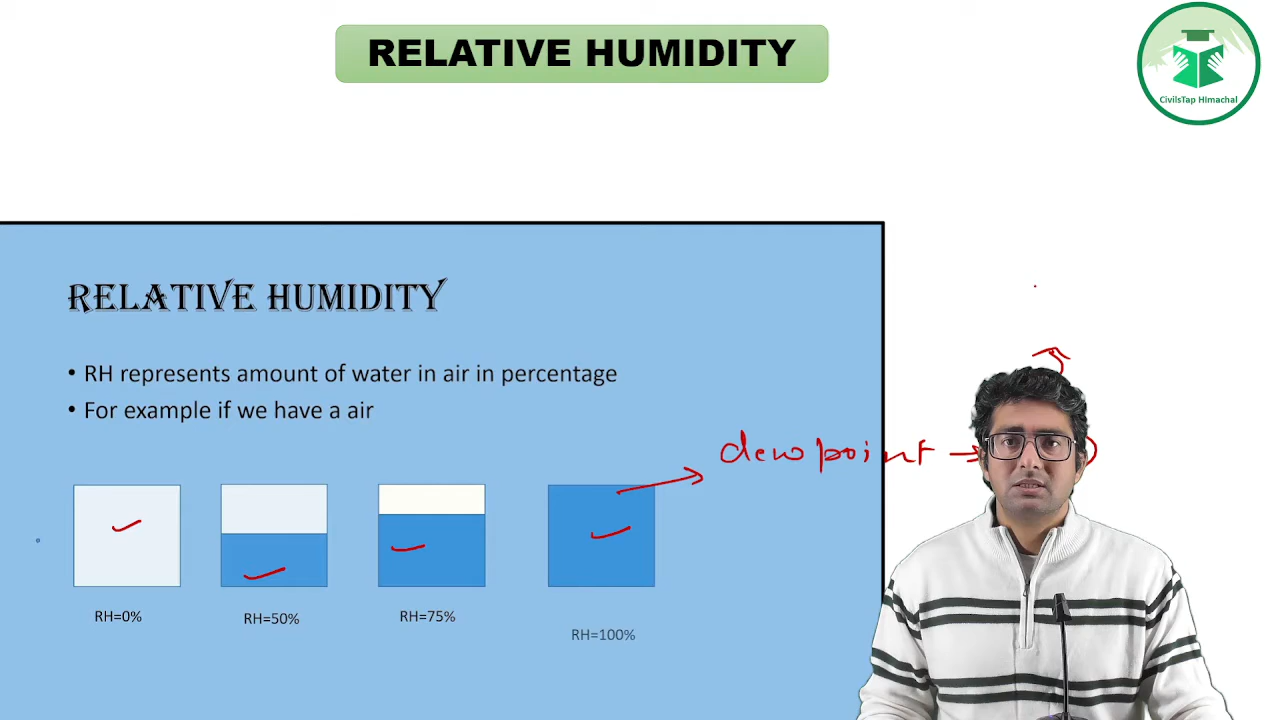 RELATIVE HUMIDITY
CivilsTap HImachal
RELATIVE HUMIDITY
• RH represents amount of water in air in percentage
• For example if we have a air
dew point
RH=0%
RH=50%
RH=75%
RH=100%